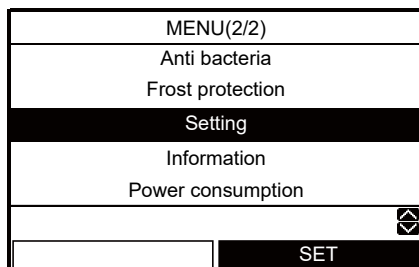 MENU(2/2)
Anti bacteria
Frost protection
Setting
Information
Power consumption
SET